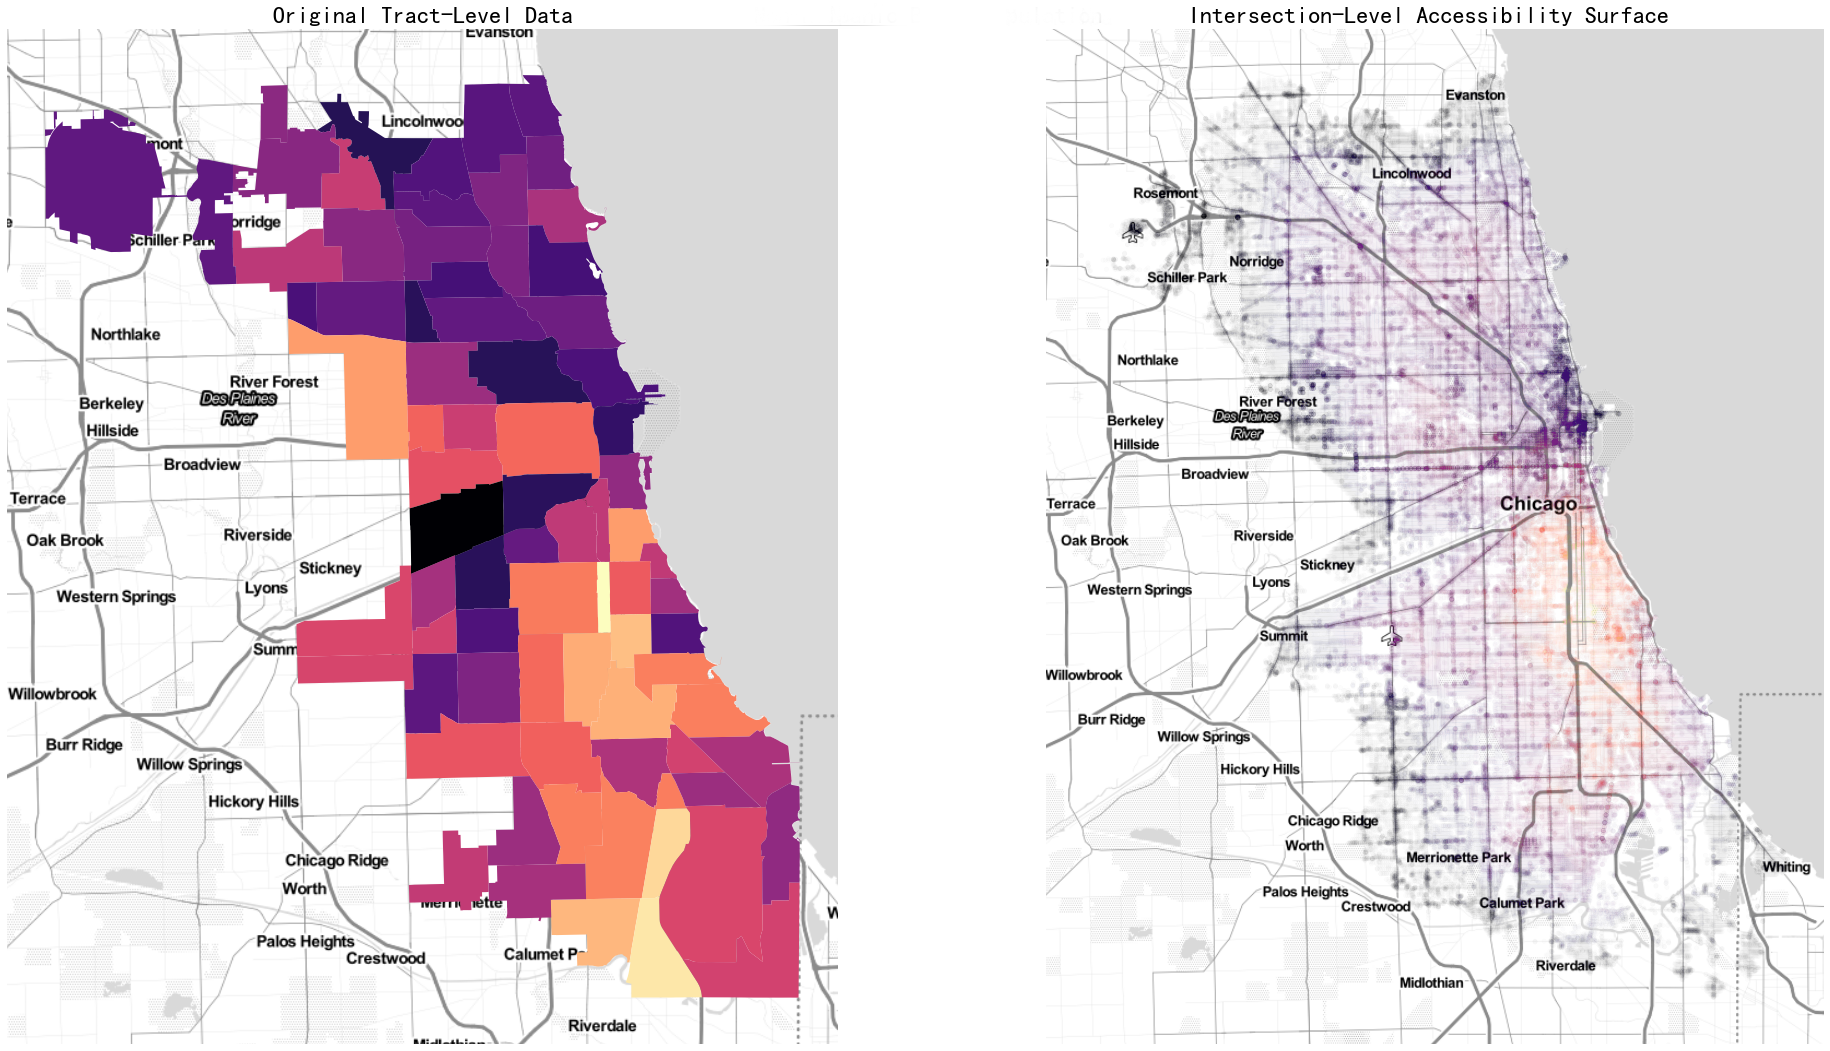 Original Tract-Level Data
Evanston
Lincolnwoo
mont
orridge
Schiller Park
e
Northlake
River Forest
Des Plaines
River
Berkeley
Hillside
Broadview
Terrace
Riverside
Oak Brook
Stickney
Lyons
Western Springs
Summ
Willowbrook
Burr Ridge
Willow Springs
Hickory Hills
Chicago Ridge
Worth
Merrionette
W
Palos Heights
Crestwood
Calumet Pa
Riverdale
Midlothian
Intersection-Level Accessibility Surface
Evanston
Lincolnwood
Rosemont
Norridge
Schiller Park
e
Northlake
River Forest
Des Plaines
River
Berkeley
Hillside
Broadview
Terrace
Chicago
Riverside
Oak Brook
Stickney
Lyons
Western Springs
Summit
Willowbrook
Burr Ridge
Willow Springs
Hickory Hills
Chicago Ridge
Worth
Merrionette Park
Whiting
Palos Heights
Crestwood
Calumet Park
Riverdale
Midlothian